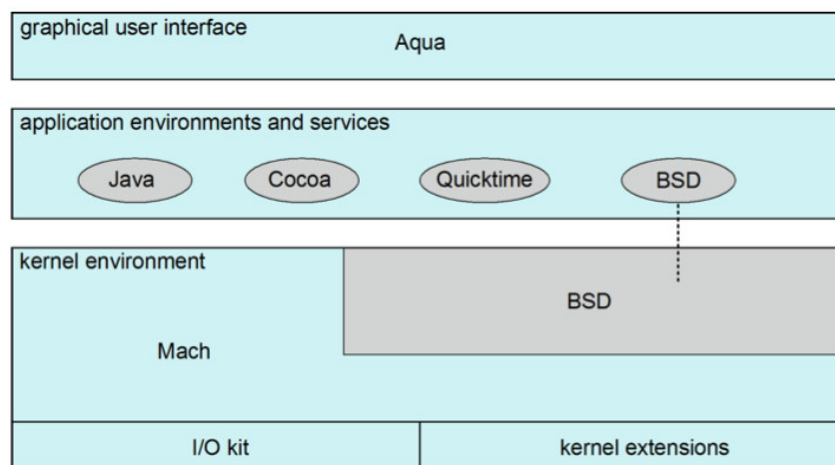 graphical user interface
Aqua
application environments and services
Java
Cocoa
Quicktime
BSD
kernel environment
BSD
Mach
I/O kit
kernel extensions